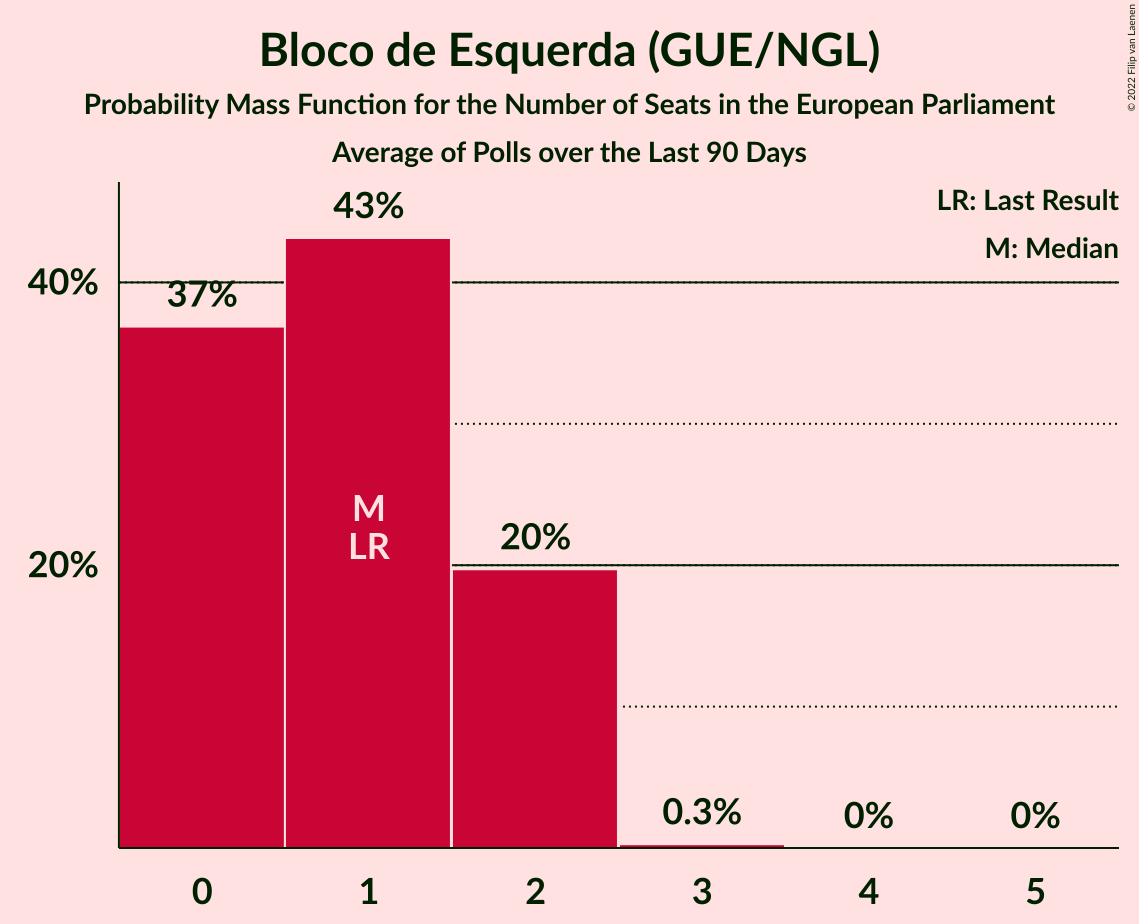 Bloco de Esquerda (GUE/NGL)
Probability Mass Function for the Number of Seats in the European Parliament
Average of Polls over the Last 90 Days
© 2022 Filip van Laenen
LR: Last Result
M: Median
43%
40%
37%
M
LR
20%
20%
0.3%
0%
0%
0 1 2 3 4 5